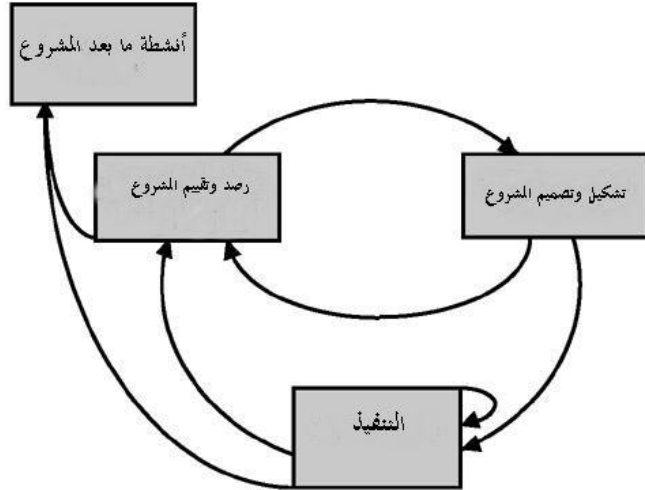 أنشطة ما بعد المشروع
رصد وتقييم المشروع
تشكيل وتصميم المشروع
التنفيذ